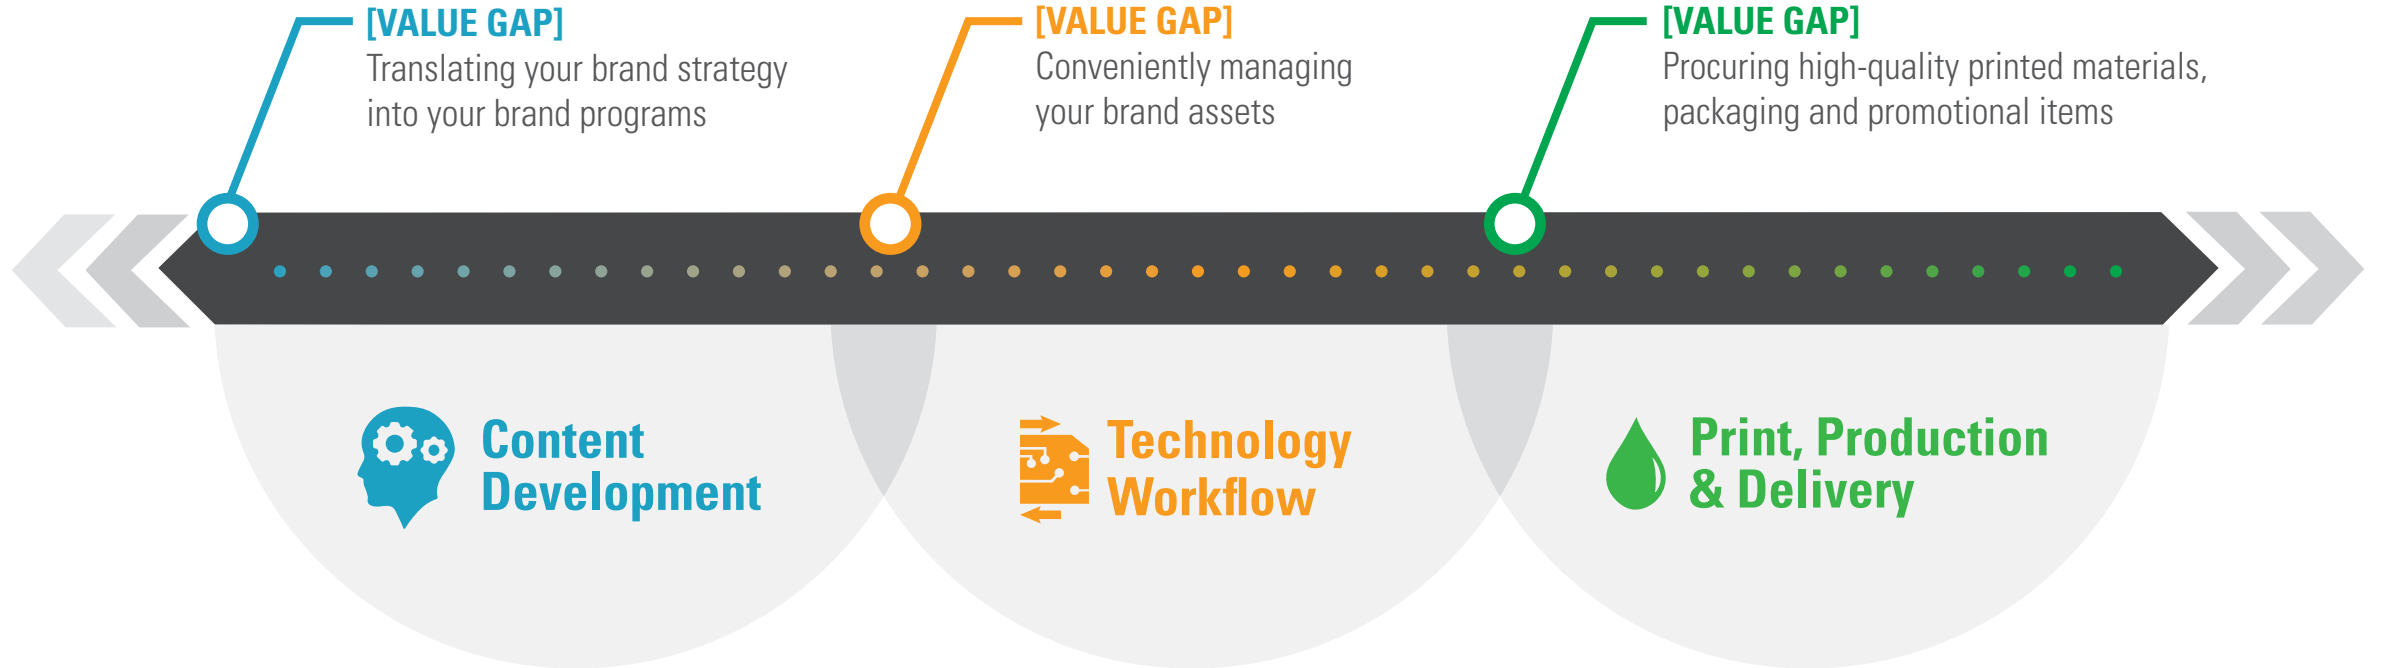 [VALUE GAP]
Translating your brand strategy
into your brand programs
[VALUE GAP]
Conveniently managing
your brand assets
[VALUE GAP]
Procuring high-quality printed materials,
packaging and promotional items
Content
Development
Technology
Workflow
Print, Production
& Delivery